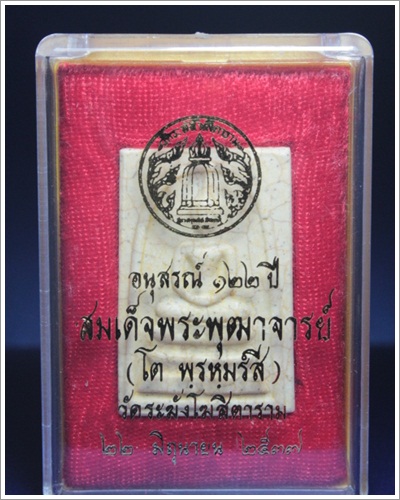 อนุสรณ์ ๑๒๒ ปี
สมเด็จพระพุฒาจารย์
(โต พฺรหฺมรํสี)
วัดระฆังโฆสิตาราม
๒๒ มิถุนายน ๒๕๓๗